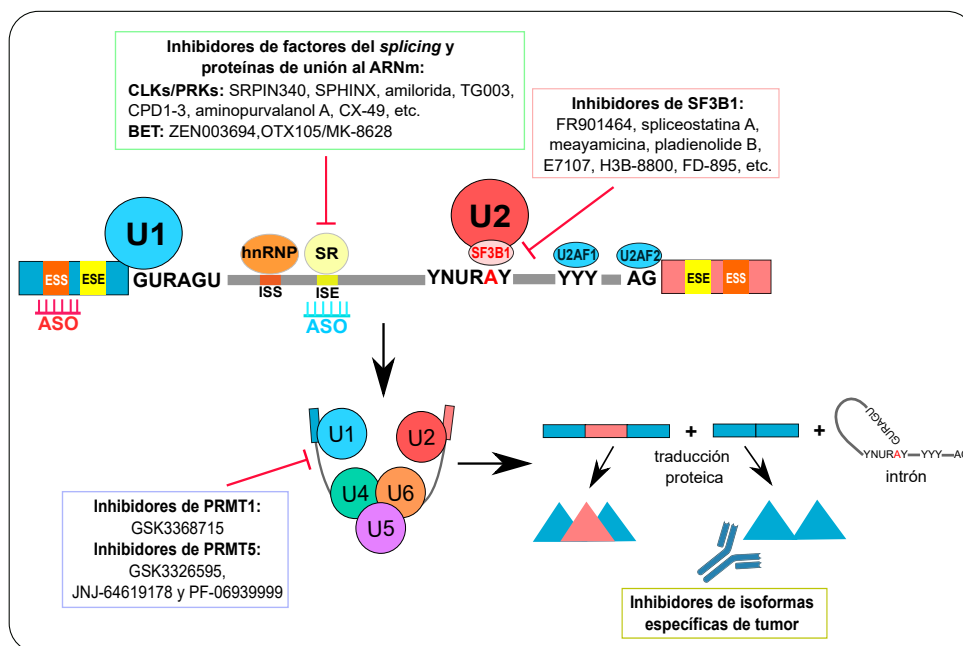 Inhibidores de factores del splicing y
proteínas de unión al ARNm:
CLKs/PRKs: SRPIN340, SPHINX, amilorida, TG003,
CPD1-3, aminopurvalanol A, CX-49, etc.
BET: ZEN003694,OTX105/MK-8628
Inhibidores de SF3B1:
FR901464, spliceostatina A,
meayamicina, pladienolide B,
E7107, H3B-8800, FD-895, etc.
U1
U2
hnRNP
SR
SF3B1
U2AF1
U2AF2
ESS
ESE
GURAGU
ISS
ISE
YNURAY
YYY
AG
ESE
ESS
ASO
ASO
U1
U2
U4
U6
U5
+
+
traducción
proteica
GURAGU
YNURAY
YYY
AG
intrón
Inhibidores de PRMT1:
GSK3368715
Inhibidores de PRMT5:
GSK3326595,
JNJ-64619178 y PF-06939999
Inhibidores de isoformas
específicas de tumor